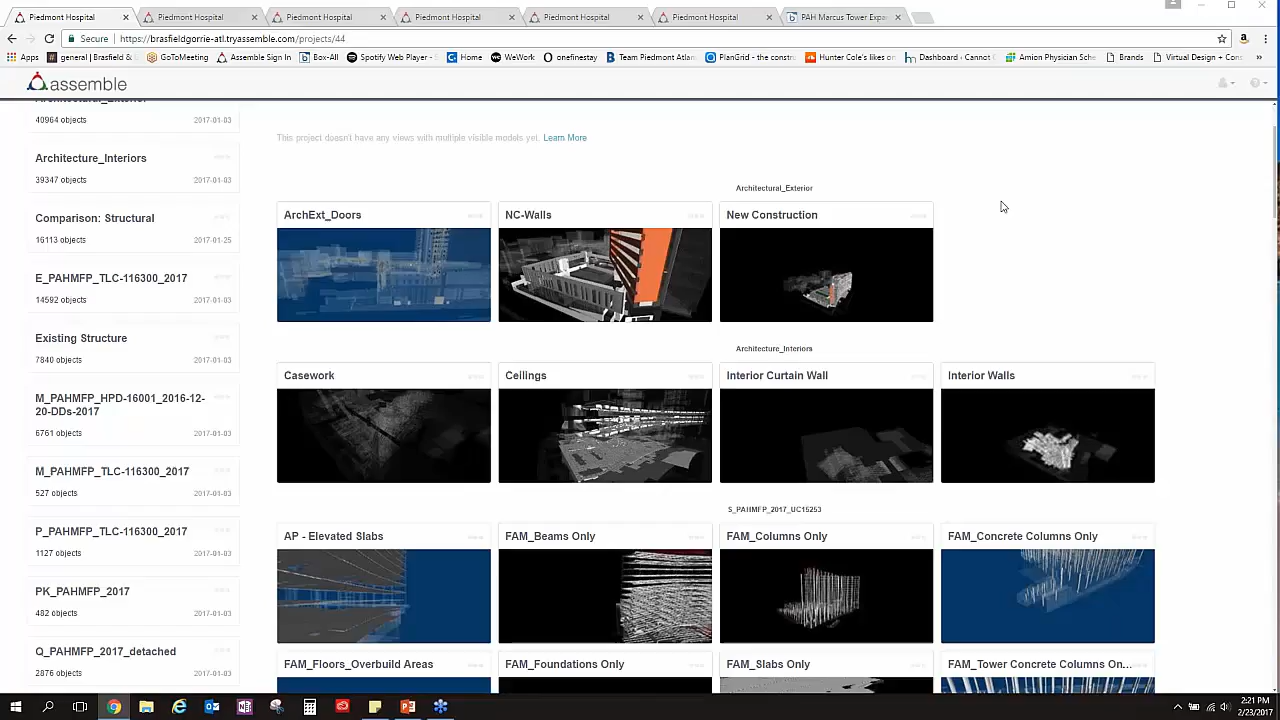 Piedmont Hospital
Piedmont Hospital
Piedmont Hospital
Piedmont Hospital
Piedmont Hospital
Piedmont Hospital
PAH Marcus Tower Expa
Secure
https://brasfieldgorrie-atl.tryassemble.com/projects/44
Apps
general | Brasfield &
GoToMeeting
Assemble Sign In
Box-All
Spotify Web Player -
Home
WeWork
onefinestay
Team Piedmont Atlan
PlanGrid - the constru
Hunter Cole's likes on
Dashboard ‹ Cannot
Amion Physician Sche
Brands
Virtual Design + Cons
assemble
Architectural_Exterior
40964 objects 2017-01-03
Architecture_Interiors
39347 objects 2017-01-03
Comparison: Structural
16113 objects 2017-01-25
E_PAHMFP_TLC-116300_2017
14592 objects 2017-01-03
Existing Structure
7840 objects 2017-01-03
M_PAHMFP_HPD-16001_2016-12-
20-DDs-2017
6761 objects 2017-01-03
M_PAHMFP_TLC-116300_2017
527 objects 2017-01-03
P_PAHMFP_TLC-116300_2017
1127 objects 2017-01-03
PK_PAHMFP_2017
482 objects 2017-01-03
Q_PAHMFP_2017_detached
2876 objects 2017-01-03
This project doesn't have any views with multiple visible models yet. Learn More
Architectural_Exterior
ArchExt_Doors
NC-Walls
New Construction
Architecture_Interiors
Casework
Ceilings
Interior Curtain Wall
Interior Walls
S_PAHMFP_2017_UC15253
AP - Elevated Slabs
FAM_Beams Only
FAM_Columns Only
FAM_Concrete Columns Only
FAM_Floors_Overbuild Areas
FAM_Foundations Only
FAM_Slabs Only
FAM_Tower Concrete Columns On...
2:21 PM
2/23/2017